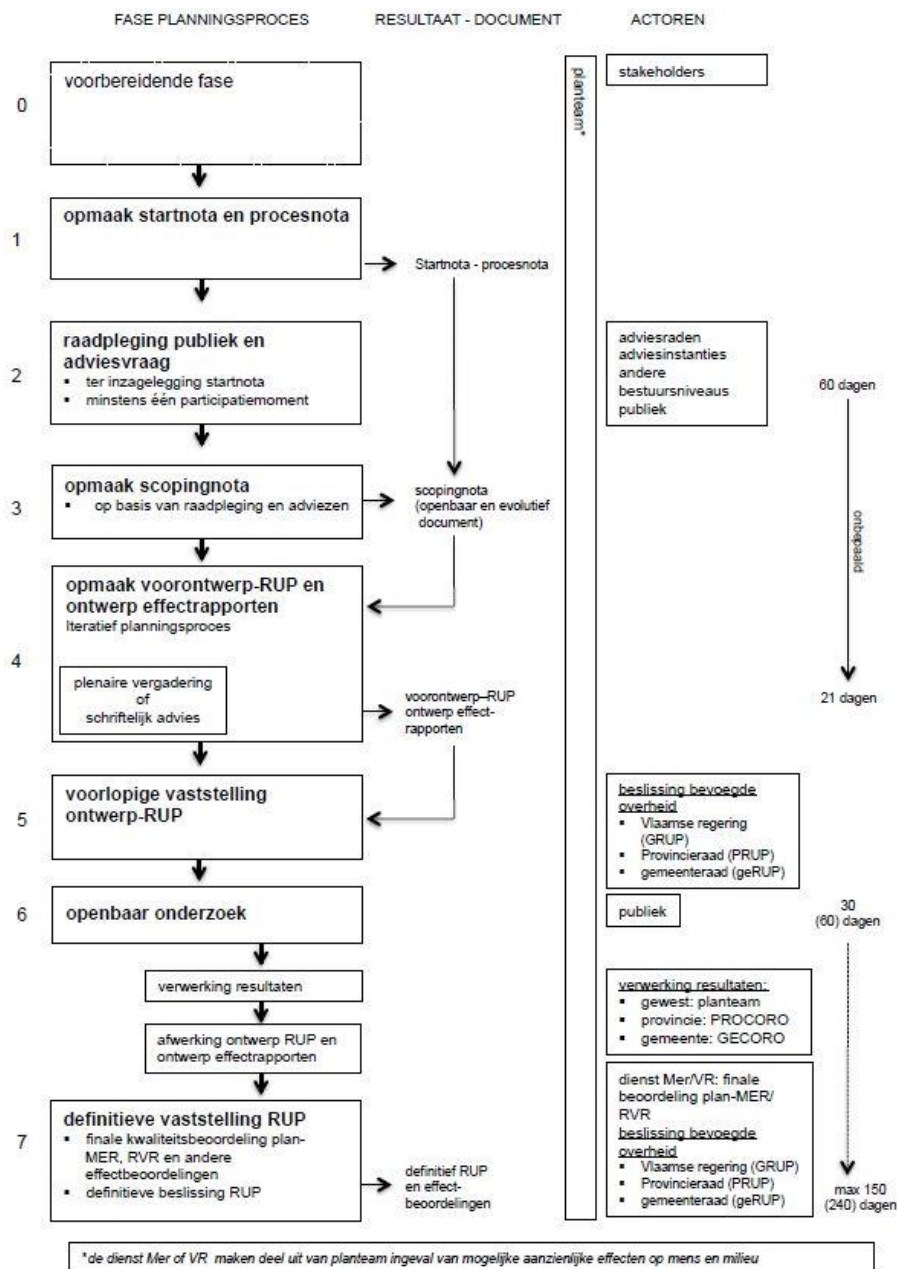 FASE PLANNINGSPROCES
RESULTAAT - DOCUMENT
ACTOREN
planteam*
0
voorbereidende fase
stakeholders
1
opmaak startnota en procesnota
Startnota - procesnota
2
raadpleging publiek en
adviesvraag
▪ ter inzagelegging startnota
▪ minstens één participatiemoment
adviesraden
adviesinstanties
andere
bestuursniveaus
publiek
60 dagen
3
opmaak scopingnota
▪ op basis van raadpleging en adviezen
scopingnota
(openbaar en evolutief
document)
onbepaald
4
opmaak voorontwerp-RUP en
ontwerp effectrapporten
Iteratief planningsproces
plenaire vergadering
of
schriftelijk advies
voorontwerp–RUP
ontwerp effect-
rapporten
21 dagen
5
voorlopige vaststelling
ontwerp-RUP
beslissing bevoegde
overheid
▪ Vlaamse regering
(GRUP)
▪ Provincieraad (PRUP)
▪ gemeenteraad (geRUP)
6
openbaar onderzoek
publiek
30
(60) dagen
verwerking resultaten
verwerking resultaten:
▪ gewest: planteam
▪ provincie: PROCORO
▪ gemeente: GECORO
afwerking ontwerp RUP en
ontwerp effectrapporten
7
definitieve vaststelling RUP
▪ finale kwaliteitsbeoordeling plan-
MER, RVR en andere
effectbeoordelingen
▪ definitieve beslissing RUP
definitief RUP
en effect-
beoordelingen
dienst Mer/VR: finale
beoordeling plan-MER/
RVR
beslissing bevoegde
overheid
▪ Vlaamse regering (GRUP)
▪ Provincieraad (PRUP)
▪ gemeenteraad (geRUP)
max 150
(240) dagen
*de dienst Mer of VR maken deel uit van planteam ingeval van mogelijke aanzienlijke effecten op mens en milieu